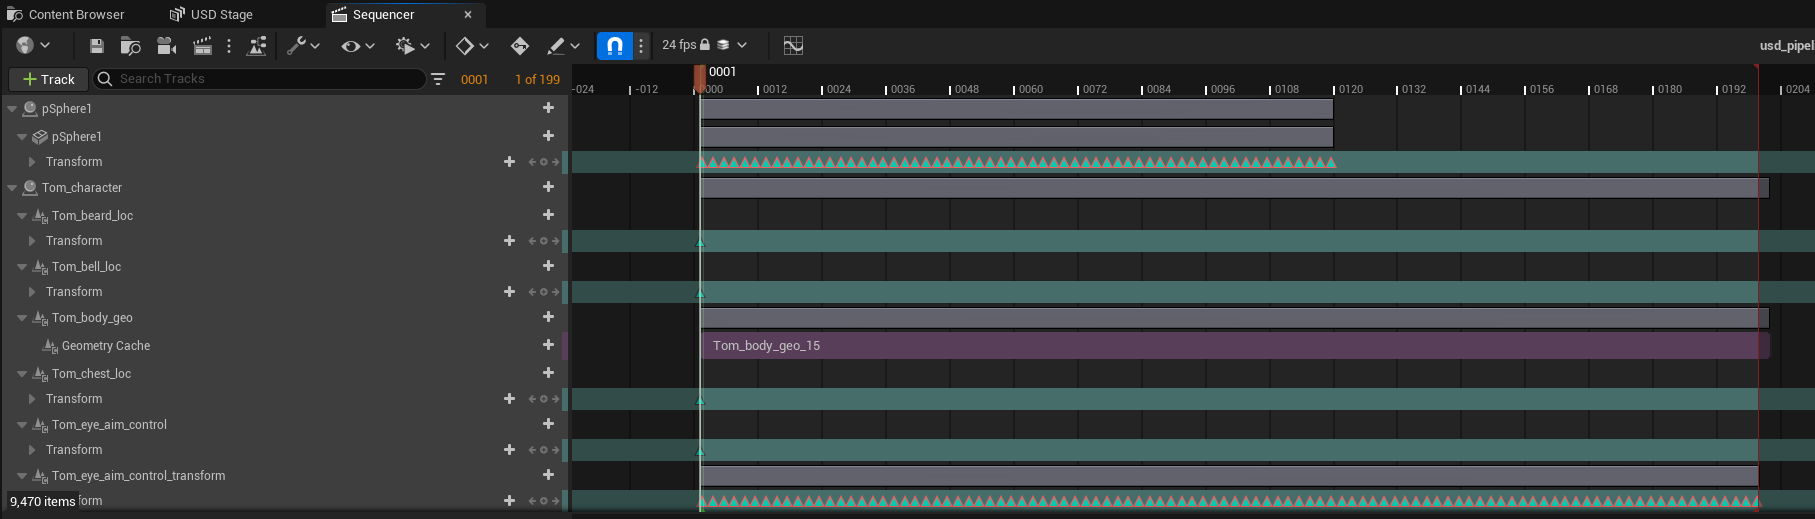 Content Browser USD Stage Sequencer ×
24 fps usd_pipel
+ Track Search Tracks 0001 1 of 199 0001
-024 -012 000 0012 0024 0036 0048 0060 0072 0084 0096 0108 0120 0132 0144 0156 0168 0180 0192 0204
pSphere1
pSphere1
Transform
Tom_character
Tom_beard_loc
Transform
Tom_bell_loc
Transform
Tom_body_geo
Geometry Cache Tom_body_geo_15
Tom_chest_loc
Transform
Tom_eye_aim_control
Transform
Tom_eye_aim_control_transform
9,470 items form